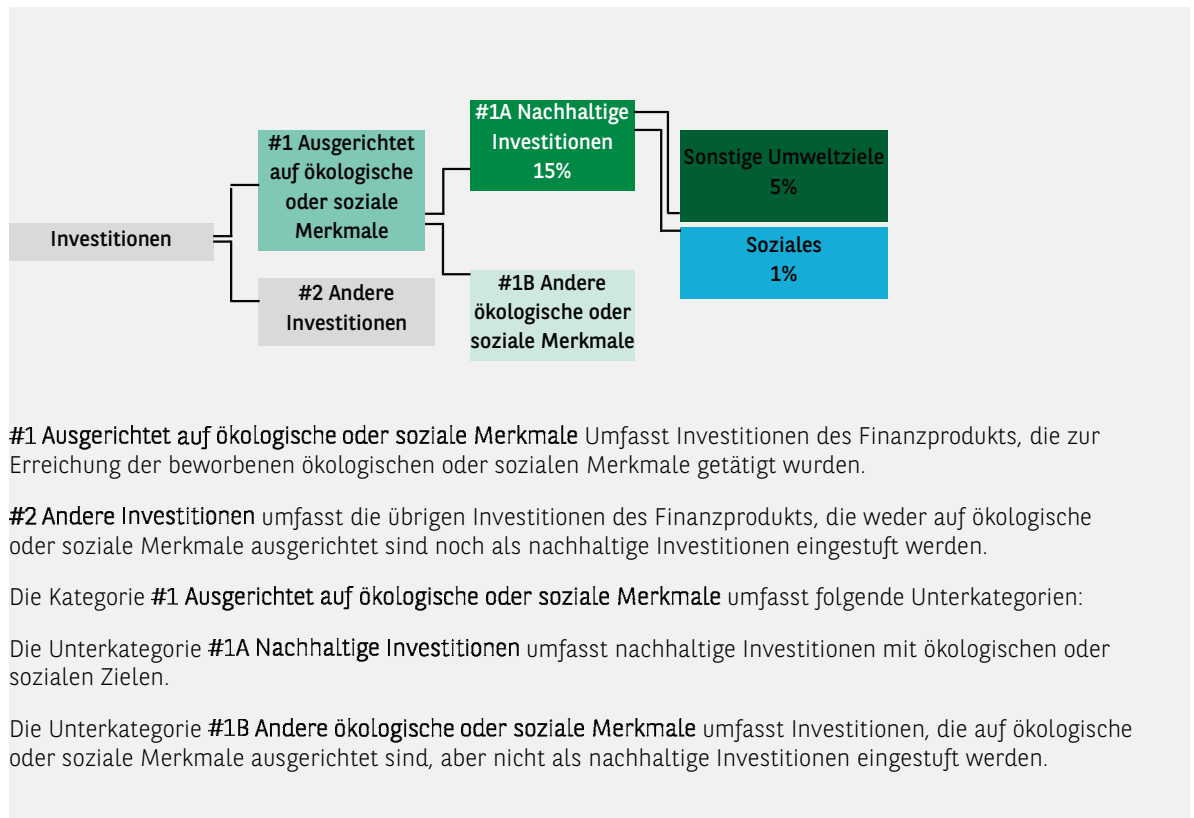 Investitionen
#1 Ausgerichtet
auf ökologische
oder soziale
Merkmale
#2 Andere
Investitionen
#1A Nachhaltige
Investitionen
15%
#1B Andere
ökologische oder
soziale Merkmale
Sonstige Umweltziele
5%
Soziales
1%
#1 Ausgerichtet auf ökologische oder soziale Merkmale Umfasst Investitionen des Finanzprodukts, die zur
Erreichung der beworbenen ökologischen oder sozialen Merkmale getätigt wurden.
#2 Andere Investitionen umfasst die übrigen Investitionen des Finanzprodukts, die weder auf ökologische
oder soziale Merkmale ausgerichtet sind noch als nachhaltige Investitionen eingestuft werden.
Die Kategorie #1 Ausgerichtet auf ökologische oder soziale Merkmale umfasst folgende Unterkategorien:
Die Unterkategorie #1A Nachhaltige Investitionen umfasst nachhaltige Investitionen mit ökologischen oder
sozialen Zielen.
Die Unterkategorie #1B Andere ökologische oder soziale Merkmale umfasst Investitionen, die auf ökologische
oder soziale Merkmale ausgerichtet sind, aber nicht als nachhaltige Investitionen eingestuft werden.